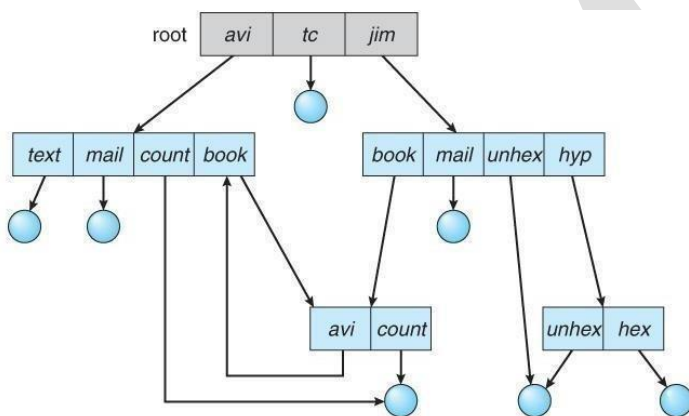 root avi tc jim
text mail count book book mail unhex hyp
avi count unhex hex